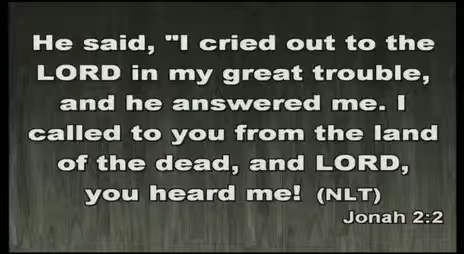 He said, "I cried out to the
LORD in my great trouble,
and he answered me. I
called to you from the land
of the dead, and LORD,
you heard me! (NLT)
Jonah 2:2